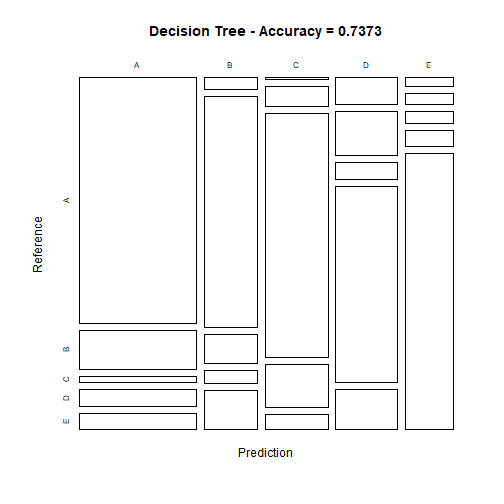 Decision Tree - Accuracy = 0.7373
A B C D E
A
B
C
D
E
Reference
Prediction